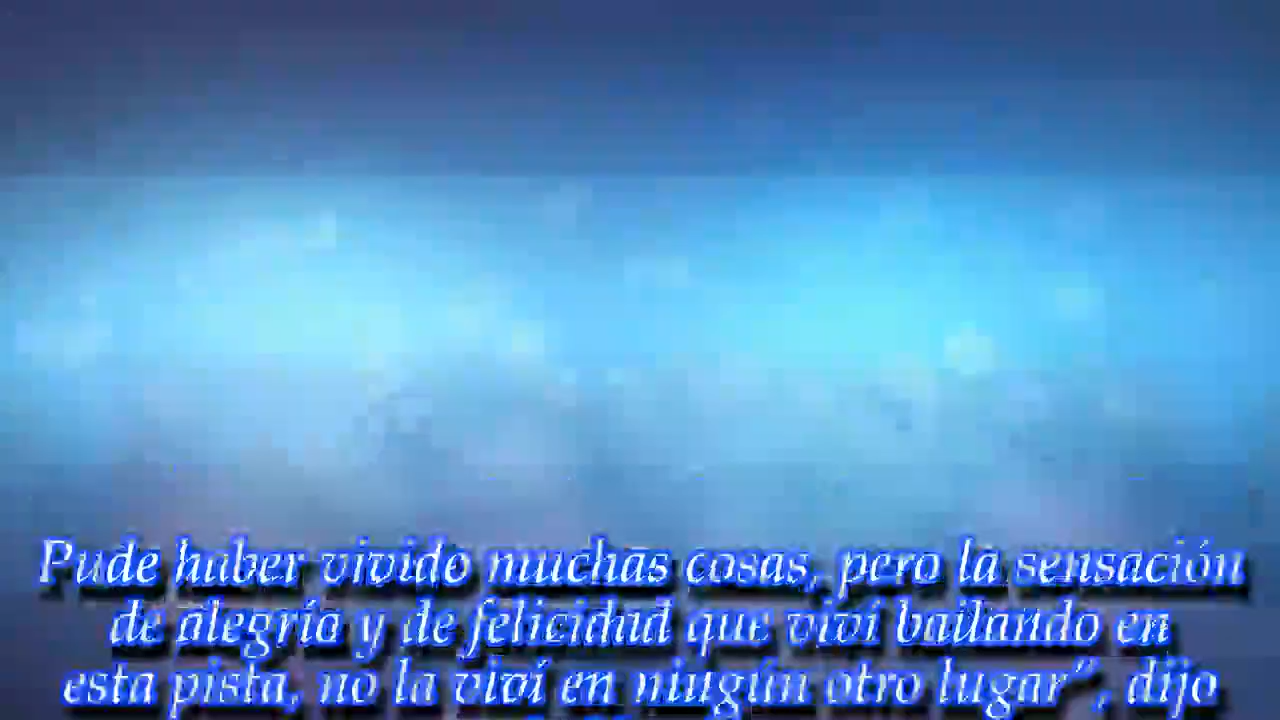 Pude haber vivido muchas cosas, pero la sensación
de alegría y de felicidad que viví bailando en
esta pista, no la viví en ningún otro lugar”, dijo